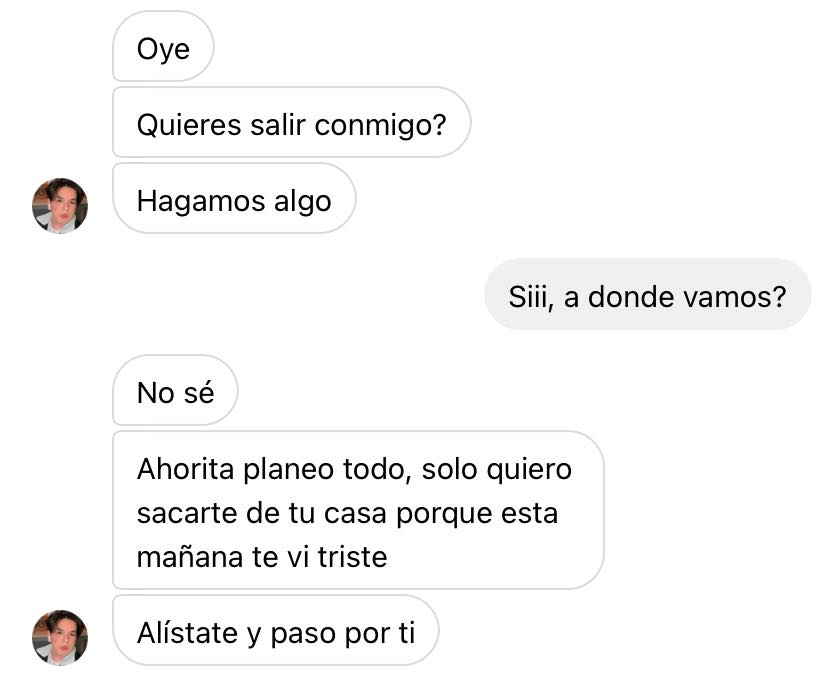 Oye
Quieres salir conmigo?
Hagamos algo
Siii, a donde vamos?
No sé
Ahorita planeo todo, solo quiero
sacarte de tu casa porque esta
mañana te vi triste
Alístate y paso por ti